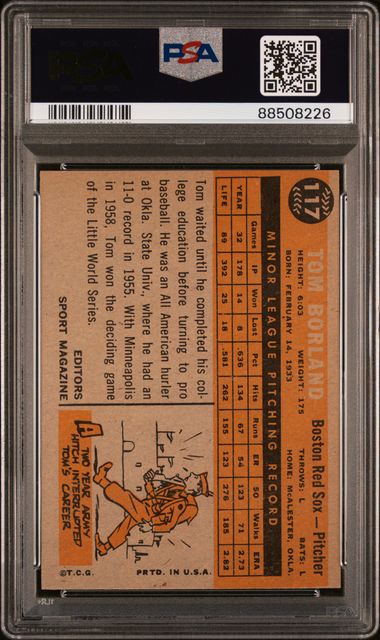 PSA
PSA
88508226
117
TOM BORLAND
Boston Red Sox — Pitcher
HEIGHT: 6:03 WEIGHT: 175 THROWS: L BATS: L
BORN: FEBRUARY 14, 1933 HOME: McALESTER, OKLA.
MINOR LEAGUE PITCHING RECORD
Games IP Won Lost Pct Hits Runs ER SO Walks ERA
YEAR 32 178 14 8 .636 134 67 54 123 71 2.73
LIFE 89 392 25 18 .581 262 155 123 276 185 2.82
Tom waited until he completed his col-
lege education before turning to pro
baseball. He was an All American hurler
at Okla. State Univ., where he had an
11-0 record in 1955. With Minneapolis
in 1958, Tom won the deciding game
of the Little World Series.
EDITORS
SPORT MAGAZINE
A TWO YEAR ARMY
HITCH INTERRUPTED
TOM'S CAREER
©T.C.G. PRTD. IN U.S.A.